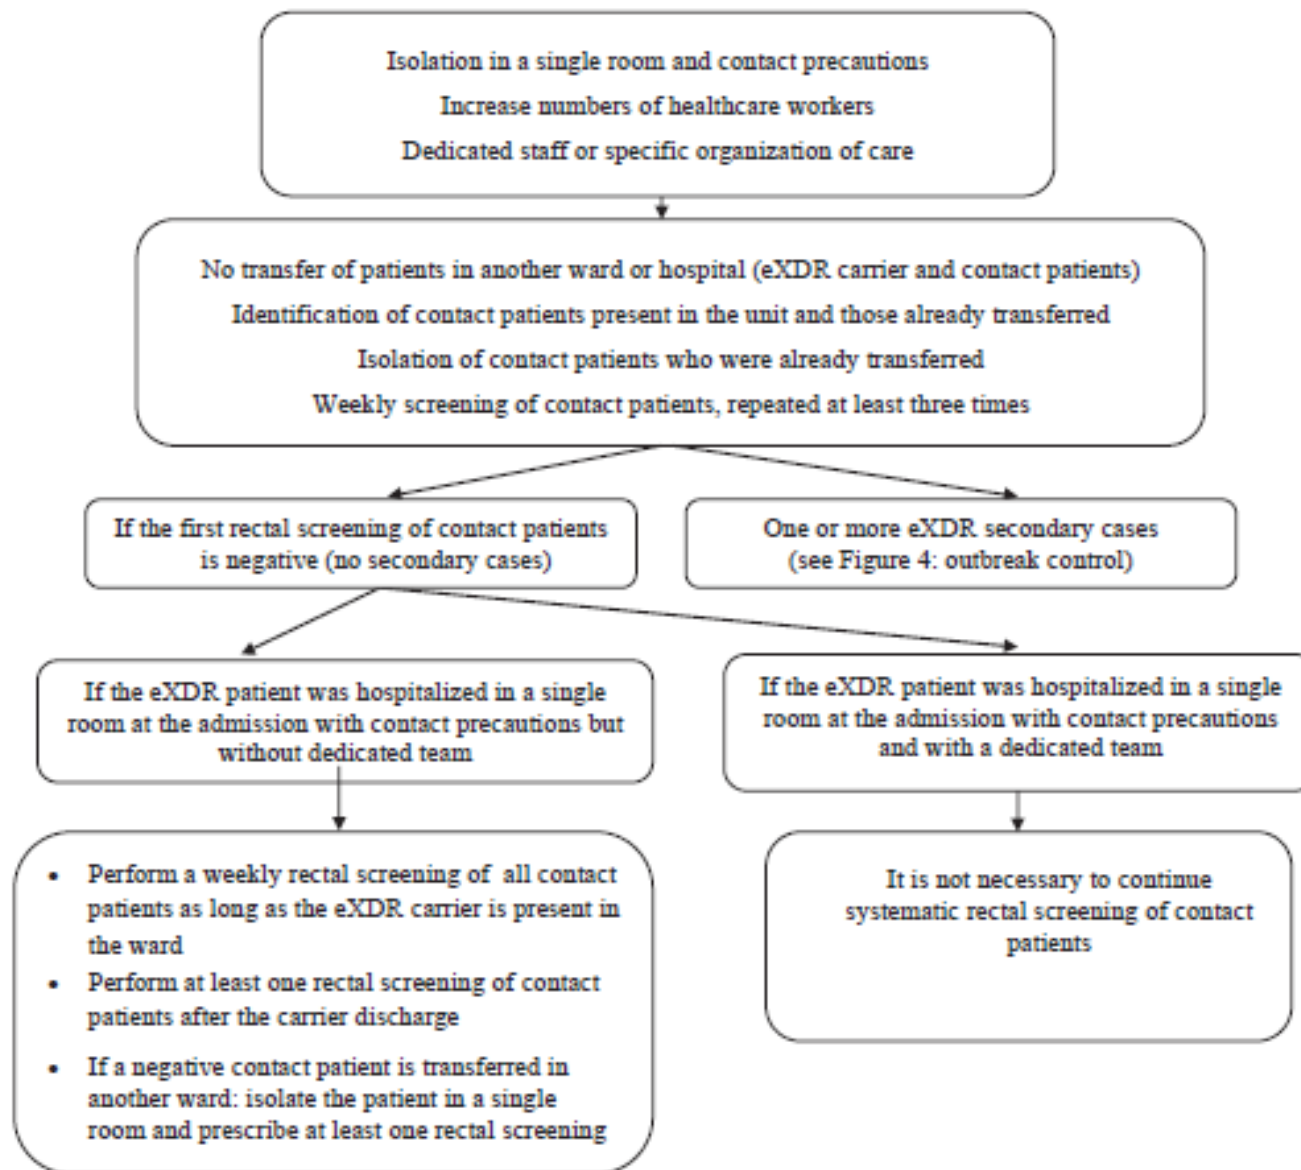 Isolation in a single room and contact precautions
Increase numbers of healthcare workers
Dedicated staff or specific organization of care
No transfer of patients in another ward or hospital (eXDR carrier and contact patients)
Identification of contact patients present in the unit and those already transferred
Isolation of contact patients who were already transferred
Weekly screening of contact patients, repeated at least three times
If the first rectal screening of contact patients
is negative (no secondary cases)
One or more eXDR secondary cases
(see Figure 4: outbreak control)
If the eXDR patient was hospitalized in a single
room at the admission with contact precautions but
without dedicated team
If the eXDR patient was hospitalized in a single
room at the admission with contact precautions
and with a dedicated team
• Perform a weekly rectal screening of all contact
patients as long as the eXDR carrier is present in
the ward
• Perform at least one rectal screening of contact
patients after the carrier discharge
• If a negative contact patient is transferred in
another ward: isolate the patient in a single
room and prescribe at least one rectal screening
It is not necessary to continue
systematic rectal screening of contact
patients